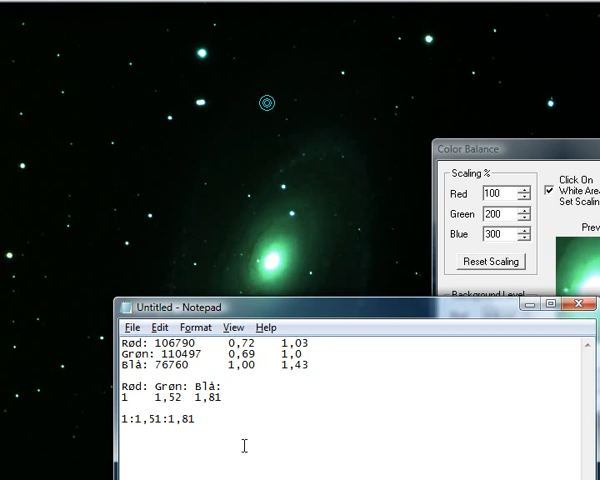 Color Balance
Scaling %
Red 100
Green 200
Blue 300
Reset Scaling
Click On
White Area
Set Scalin
Prev
Background Level
Untitled - Notepad
File Edit Format View Help
Rød: 106790 0,72 1,03
Grøn: 110497 0,69 1,0
Blå: 76760 1,00 1,43
Rød: Grøn: Blå:
1 1,52 1,81
1:1,51:1,81